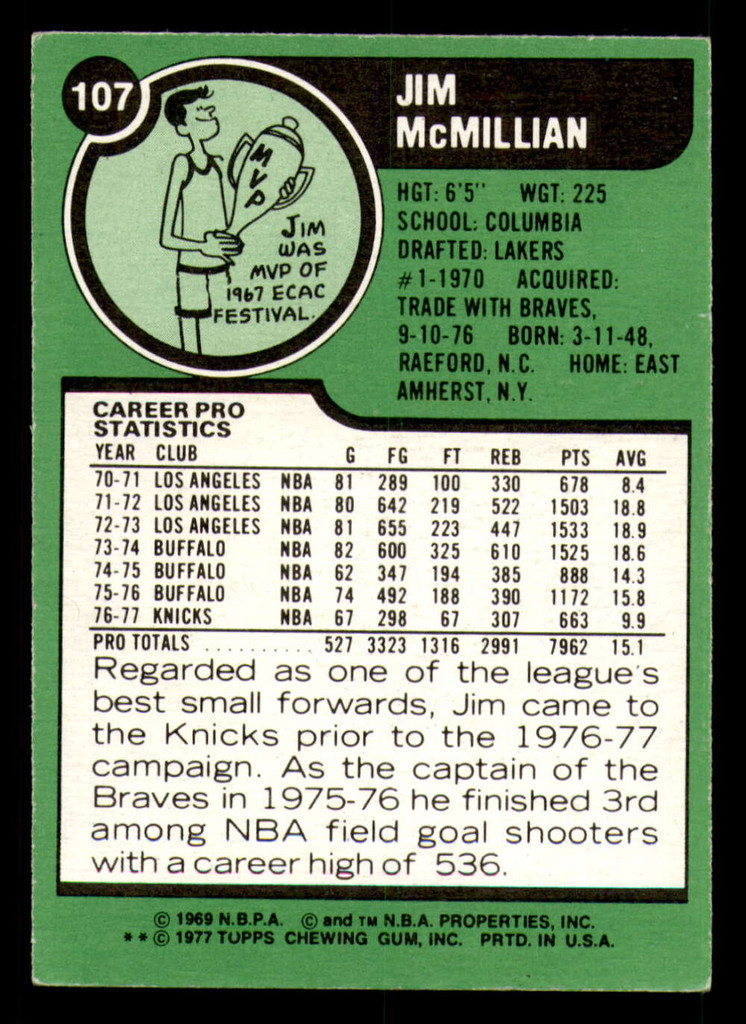 107
JIM
McMILLIAN
MVP
JIM
WAS
MVP OF
1967 ECAC
FESTIVAL.
HGT: 6'5" WGT: 225
SCHOOL: COLUMBIA
DRAFTED: LAKERS
#1-1970 ACQUIRED:
TRADE WITH BRAVES,
9-10-76 BORN: 3-11-48,
RAEFORD, N.C. HOME: EAST
AMHERST, N.Y.
CAREER PRO
STATISTICS
YEAR CLUB G FG FT REB PTS AVG
70-71 LOS ANGELES NBA 81 289 100 330 678 8.4
71-72 LOS ANGELES NBA 80 642 219 522 1503 18.8
72-73 LOS ANGELES NBA 81 655 223 447 1533 18.9
73-74 BUFFALO NBA 82 600 325 610 1525 18.6
74-75 BUFFALO NBA 62 347 194 385 888 14.3
75-76 BUFFALO NBA 74 492 188 390 1172 15.8
76-77 KNICKS NBA 67 298 67 307 663 9.9
PRO TOTALS .......... 527 3323 1316 2991 7962 15.1
Regarded as one of the league's
best small forwards, Jim came to
the Knicks prior to the 1976-77
campaign. As the captain of the
Braves in 1975-76 he finished 3rd
among NBA field goal shooters
with a career high of .536.
© 1969 N.B.P.A. © and TM N.B.A. PROPERTIES, INC.
**© 1977 TOPPS CHEWING GUM, INC. PRTD. IN U.S.A.